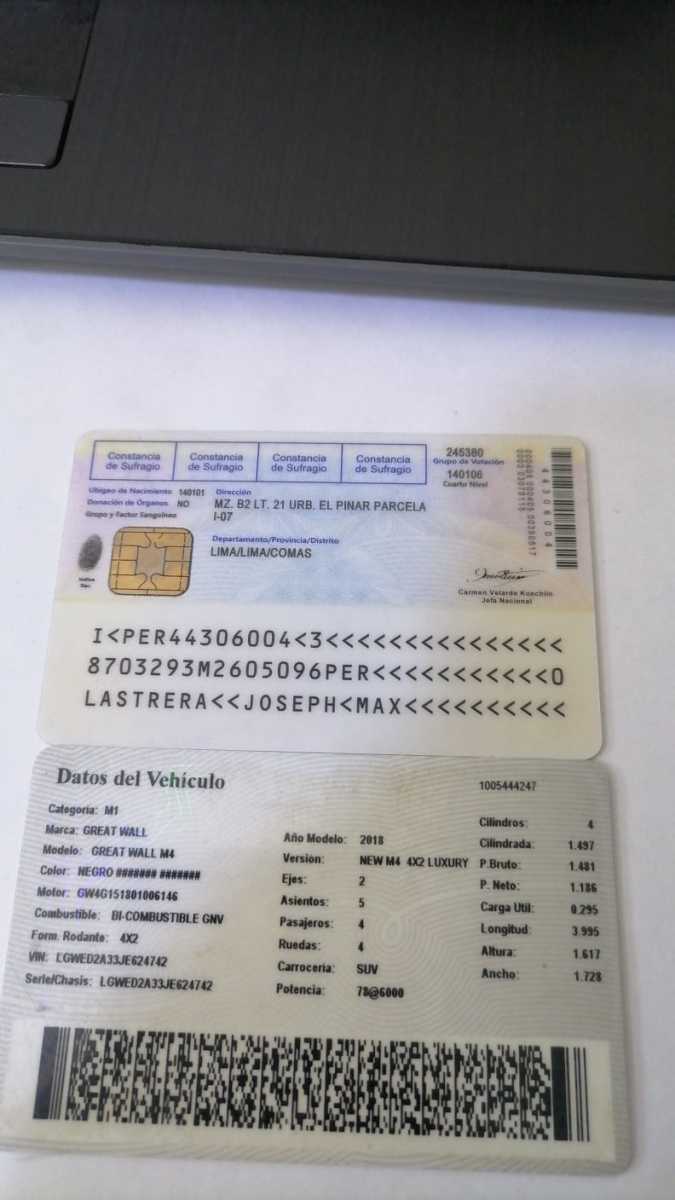 Constancia de Sufragio
Constancia de Sufragio
Constancia de Sufragio
Constancia de Sufragio
245380
Grupo de Votación
140106
Cuarto Nivel
44306004
Ubigeo de Nacimiento 140101
Donación de Órganos NO
Grupo y Factor Sanguíneo
Dirección
MZ. B2 LT. 21 URB. EL PINAR PARCELA
I-07
Departamento/Provincia/Distrito
LIMA/LIMA/COMAS
Carmen Velarde Koechlin
Jefa Nacional
I<PER44306004<3<<<<<<<<<<<<<<<
8703293M2605096PER<<<<<<<<<<<0
LASTRERA<<JOSEPH<MAX<<<<<<<<<<
Datos del Vehículo
1005444247
Categoria: M1
Marca: GREAT WALL
Modelo: GREAT WALL M4
Color: NEGRO ####### #######
Motor: GW4G151801006146
Combustible: BI-COMBUSTIBLE GNV
Form. Rodante: 4X2
VIN: LGWED2A33JE624742
Serie/Chasis: LGWED2A33JE624742
Año Modelo: 2018
Versión: NEW M4 4X2 LUXURY
Ejes: 2
Asientos: 5
Pasajeros: 4
Ruedas: 4
Carroceria: SUV
Potencia: 78@6000
Cilindros: 4
Cilindrada: 1.497
P.Bruto: 1.481
P. Neto: 1.186
Carga Util: 0.295
Longitud: 3.995
Altura: 1.617
Ancho: 1.728